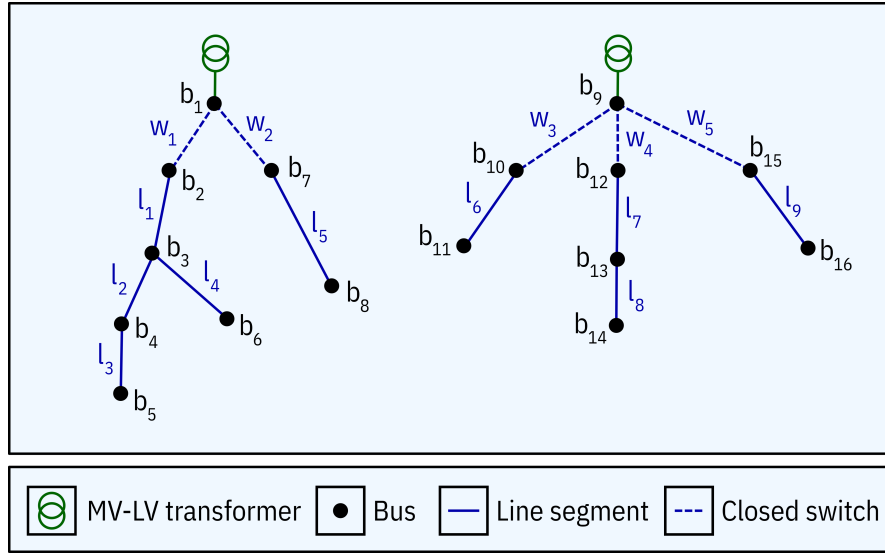 b₁
b₉
w₁
w₂
w₃
w₄
w₅
b₂
b₇
b₁₀
b₁₂
b₁₅
l₁
l₅
l₆
l₇
l₉
b₃
b₁₁
b₁₃
b₁₆
l₂
l₄
l₈
b₈
b₄
b₆
b₁₄
l₃
b₅
MV-LV transformer
Bus
Line segment
Closed switch